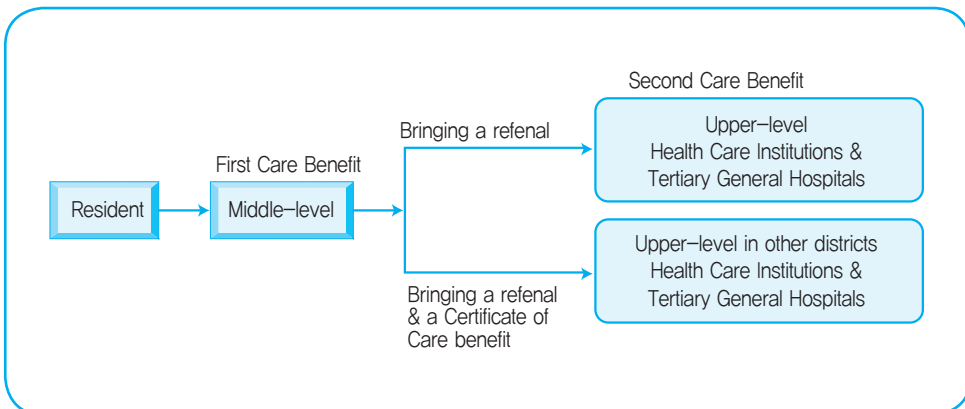 Resident
First Care Benefit
Middle-level
Bringing a refenal
Bringing a refenal
& a Certificate of
Care benefit
Second Care Benefit
Upper-level
Health Care Institutions &
Tertiary General Hospitals
Upper-level in other districts
Health Care Institutions &
Tertiary General Hospitals